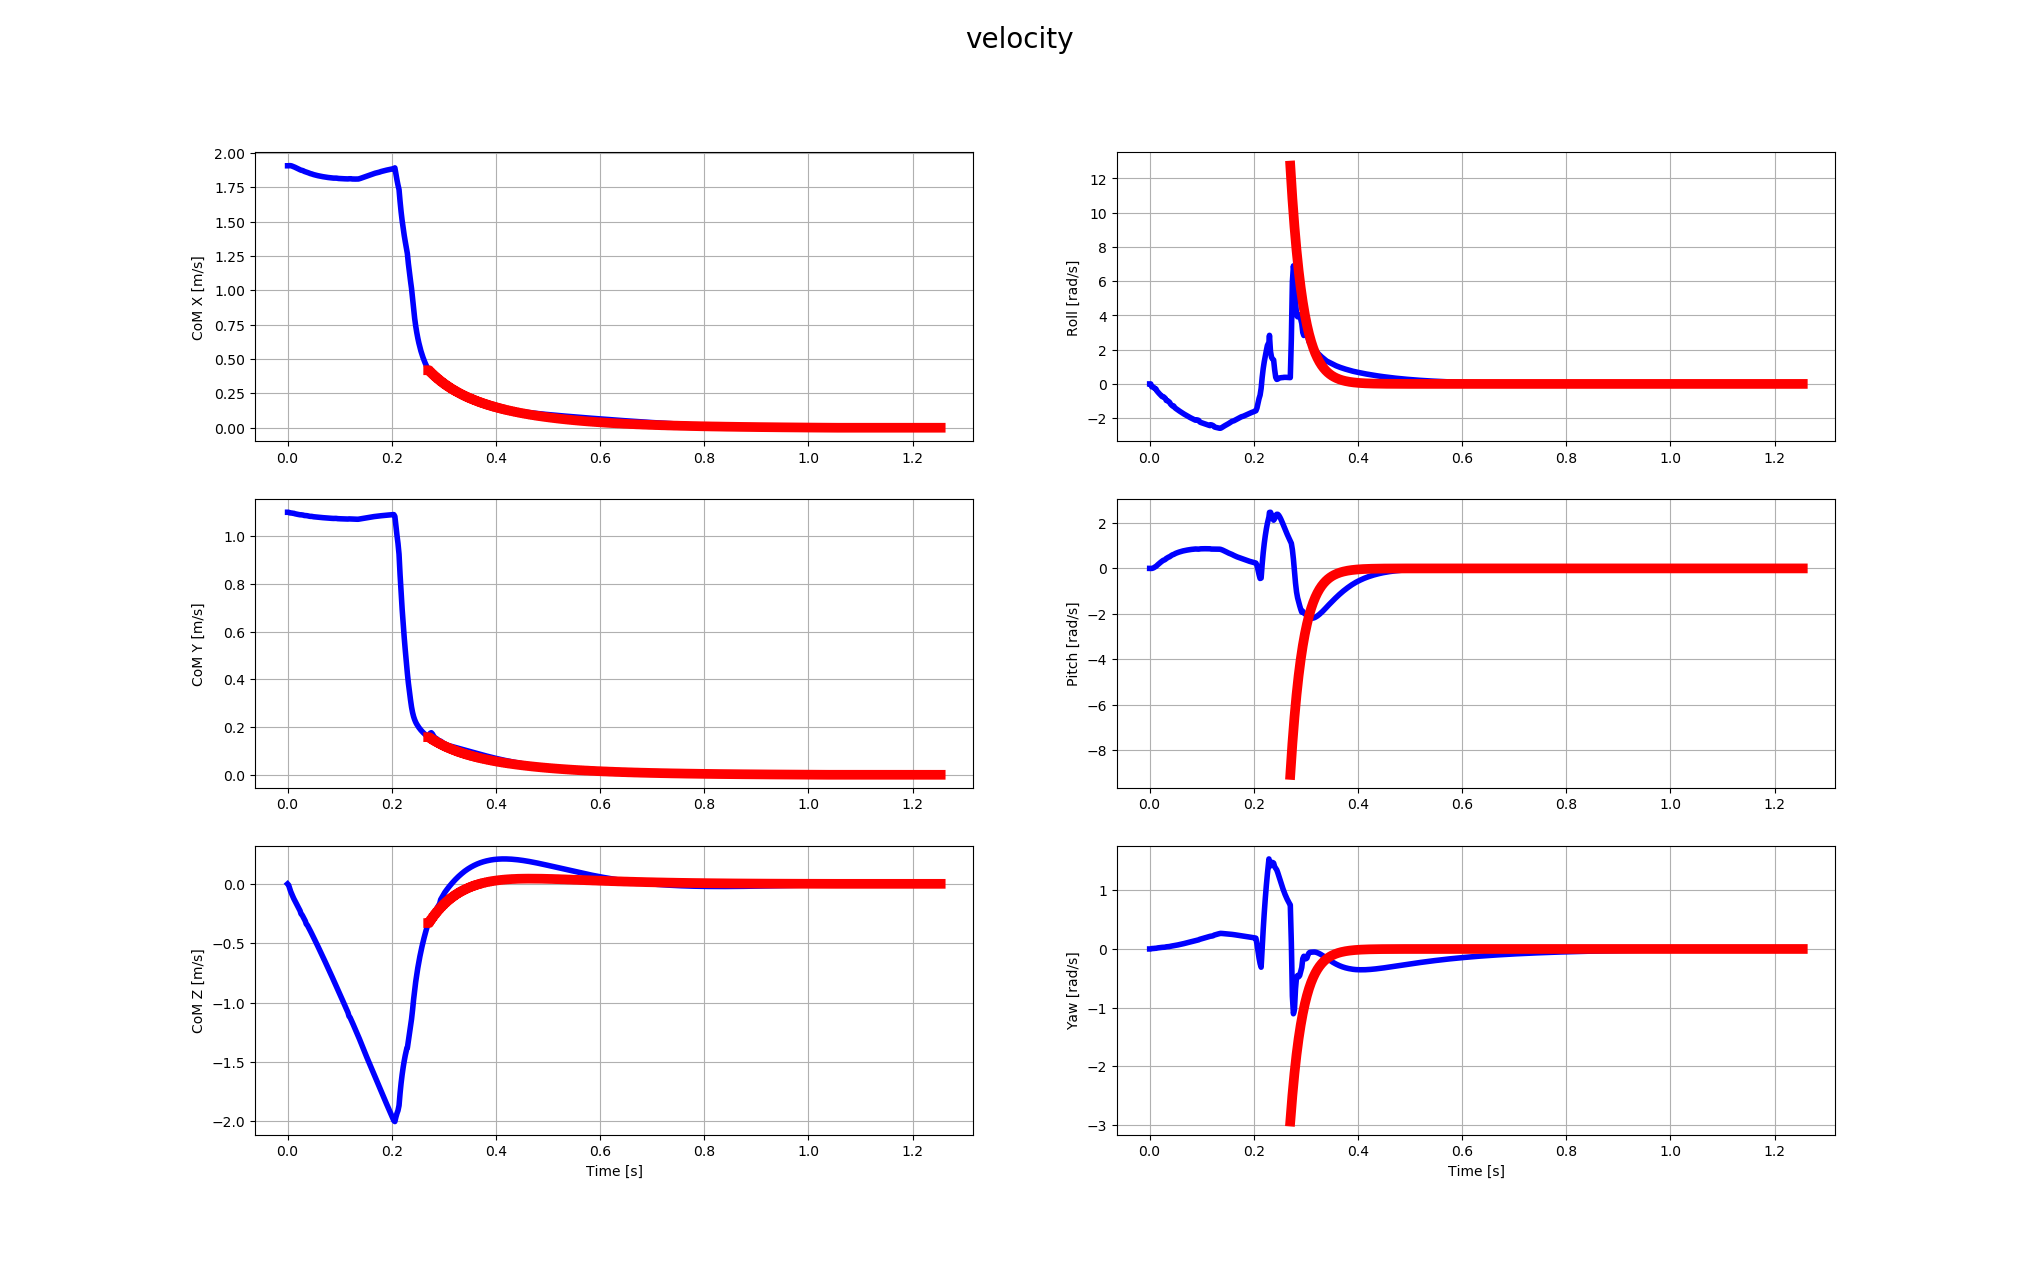 velocity
CoM X [m/s]
2.00
1.75
1.50
1.25
1.00
0.75
0.50
0.25
0.00
0.0 0.2 0.4 0.6 0.8 1.0 1.2
Roll [rad/s]
12
10
8
6
4
2
0
−2
0.0 0.2 0.4 0.6 0.8 1.0 1.2
CoM Y [m/s]
1.0
0.8
0.6
0.4
0.2
0.0
0.0 0.2 0.4 0.6 0.8 1.0 1.2
Pitch [rad/s]
2
0
−2
−4
−6
−8
0.0 0.2 0.4 0.6 0.8 1.0 1.2
CoM Z [m/s]
0.0
−0.5
−1.0
−1.5
−2.0
0.0 0.2 0.4 0.6 0.8 1.0 1.2
Time [s]
Yaw [rad/s]
1
0
−1
−2
−3
0.0 0.2 0.4 0.6 0.8 1.0 1.2
Time [s]